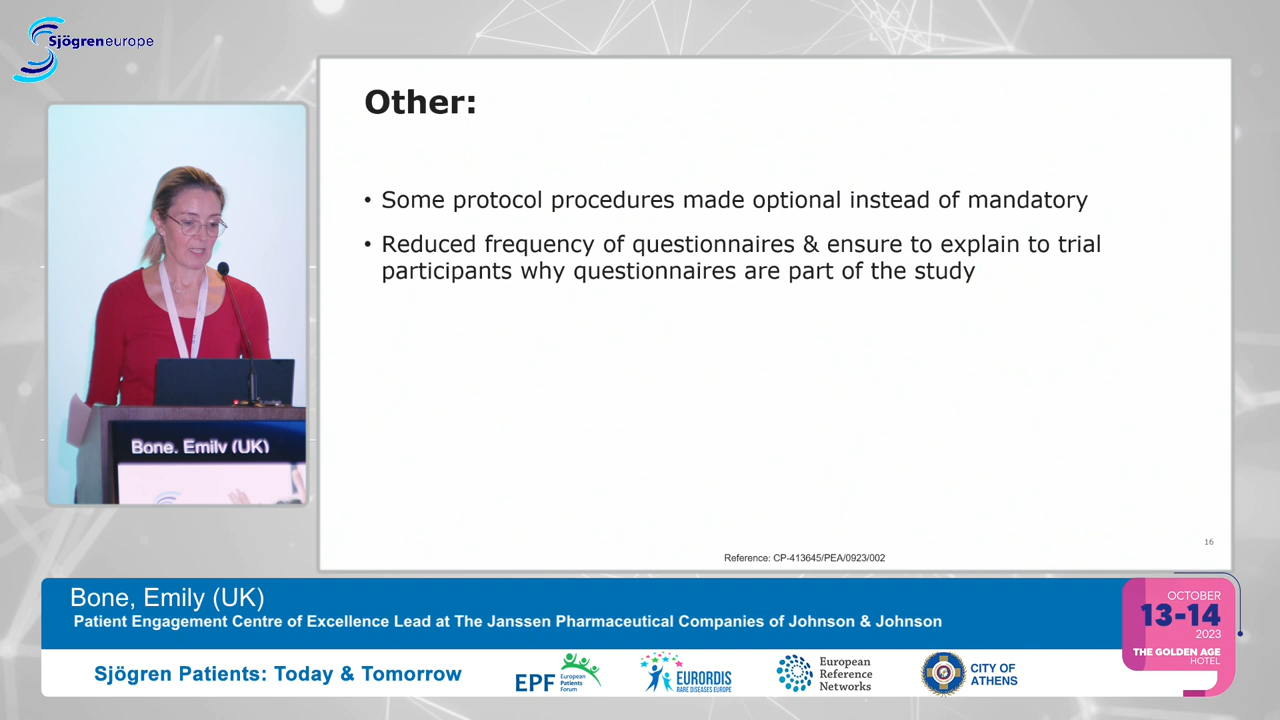 Sjögreneurope
Other:
• Some protocol procedures made optional instead of mandatory
• Reduced frequency of questionnaires & ensure to explain to trial
participants why questionnaires are part of the study
Bone, Emily (UK)
16
Reference: CP-413645/PEA/0923/002
Bone, Emily (UK)
Patient Engagement Centre of Excellence Lead at The Janssen Pharmaceutical Companies of Johnson & Johnson
OCTOBER
13-14
2023
THE GOLDEN AGE
HOTEL
Sjögren Patients: Today & Tomorrow
EPF
European
Patients
Forum
EURORDIS
RARE DISEASES EUROPE
European
Reference
Networks
CITY OF
ATHENS